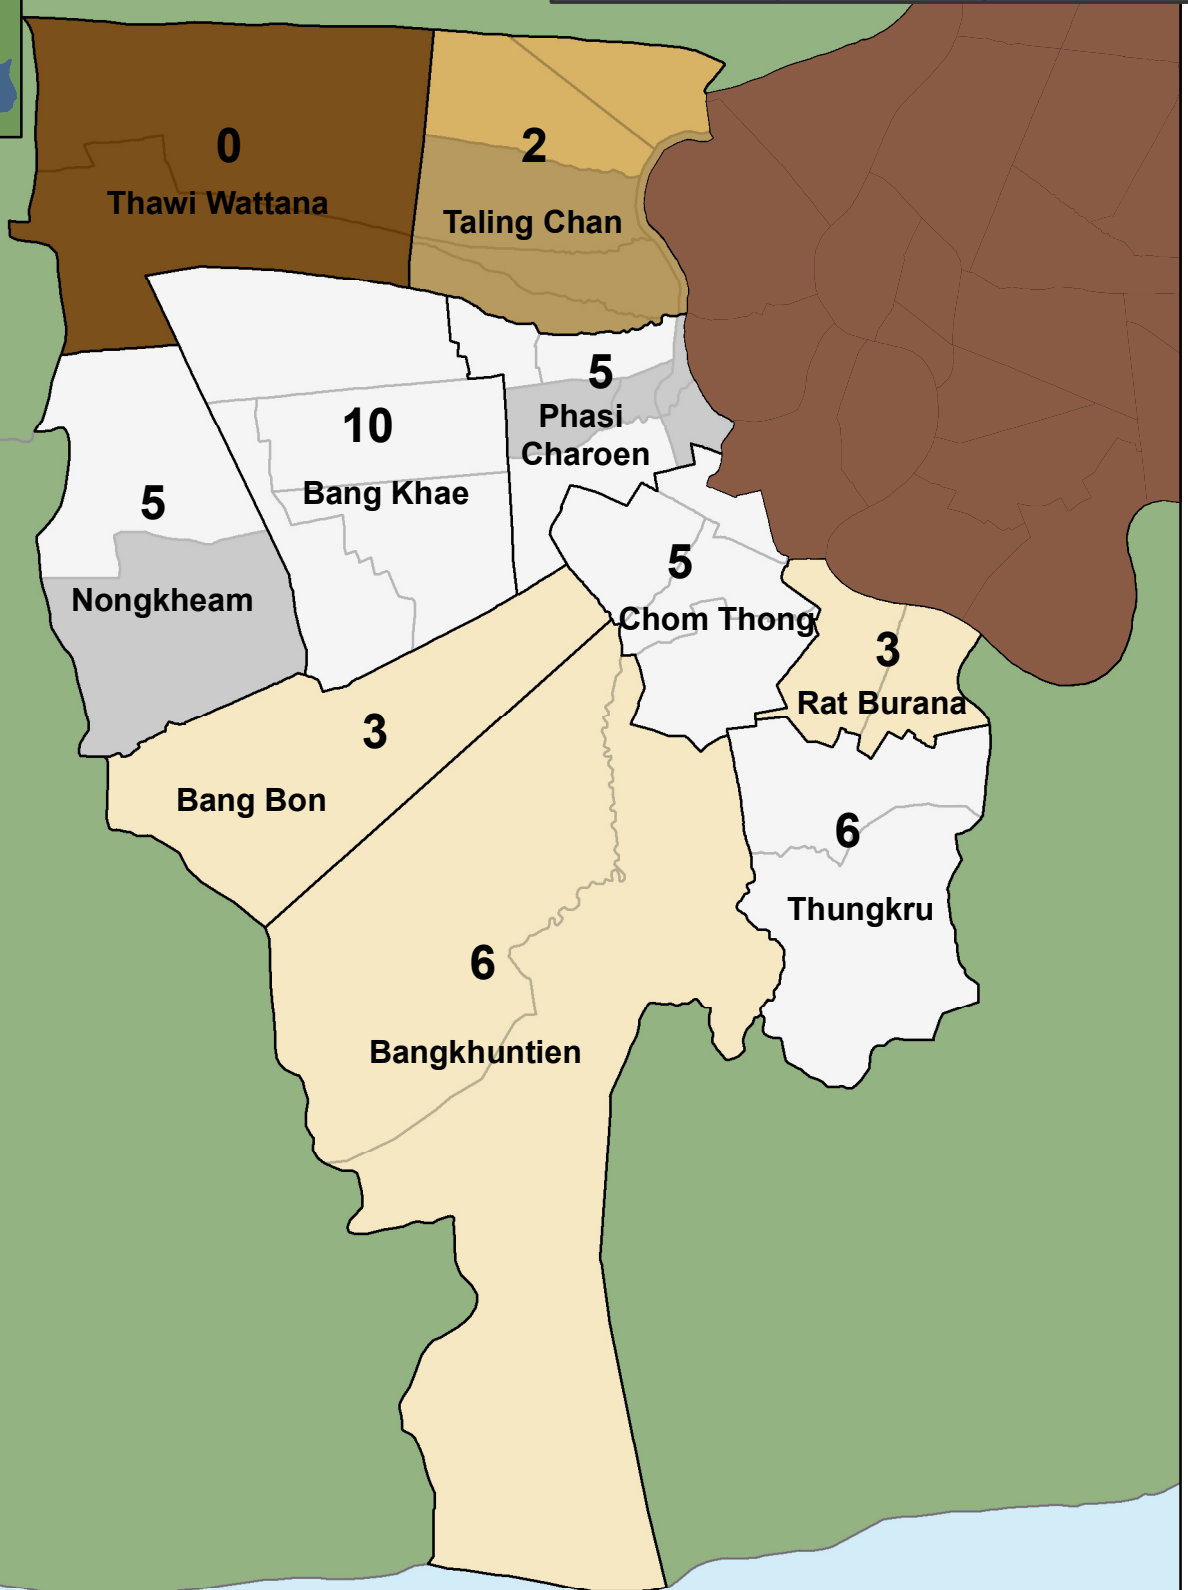 0
Thawi Wattana
2
Taling Chan
5
Phasi
Charoen
10
Bang Khae
5
Nongkheam
5
Chom Thong
3
Rat Burana
3
Bang Bon
6
Thungkru
6
Bangkhuntien